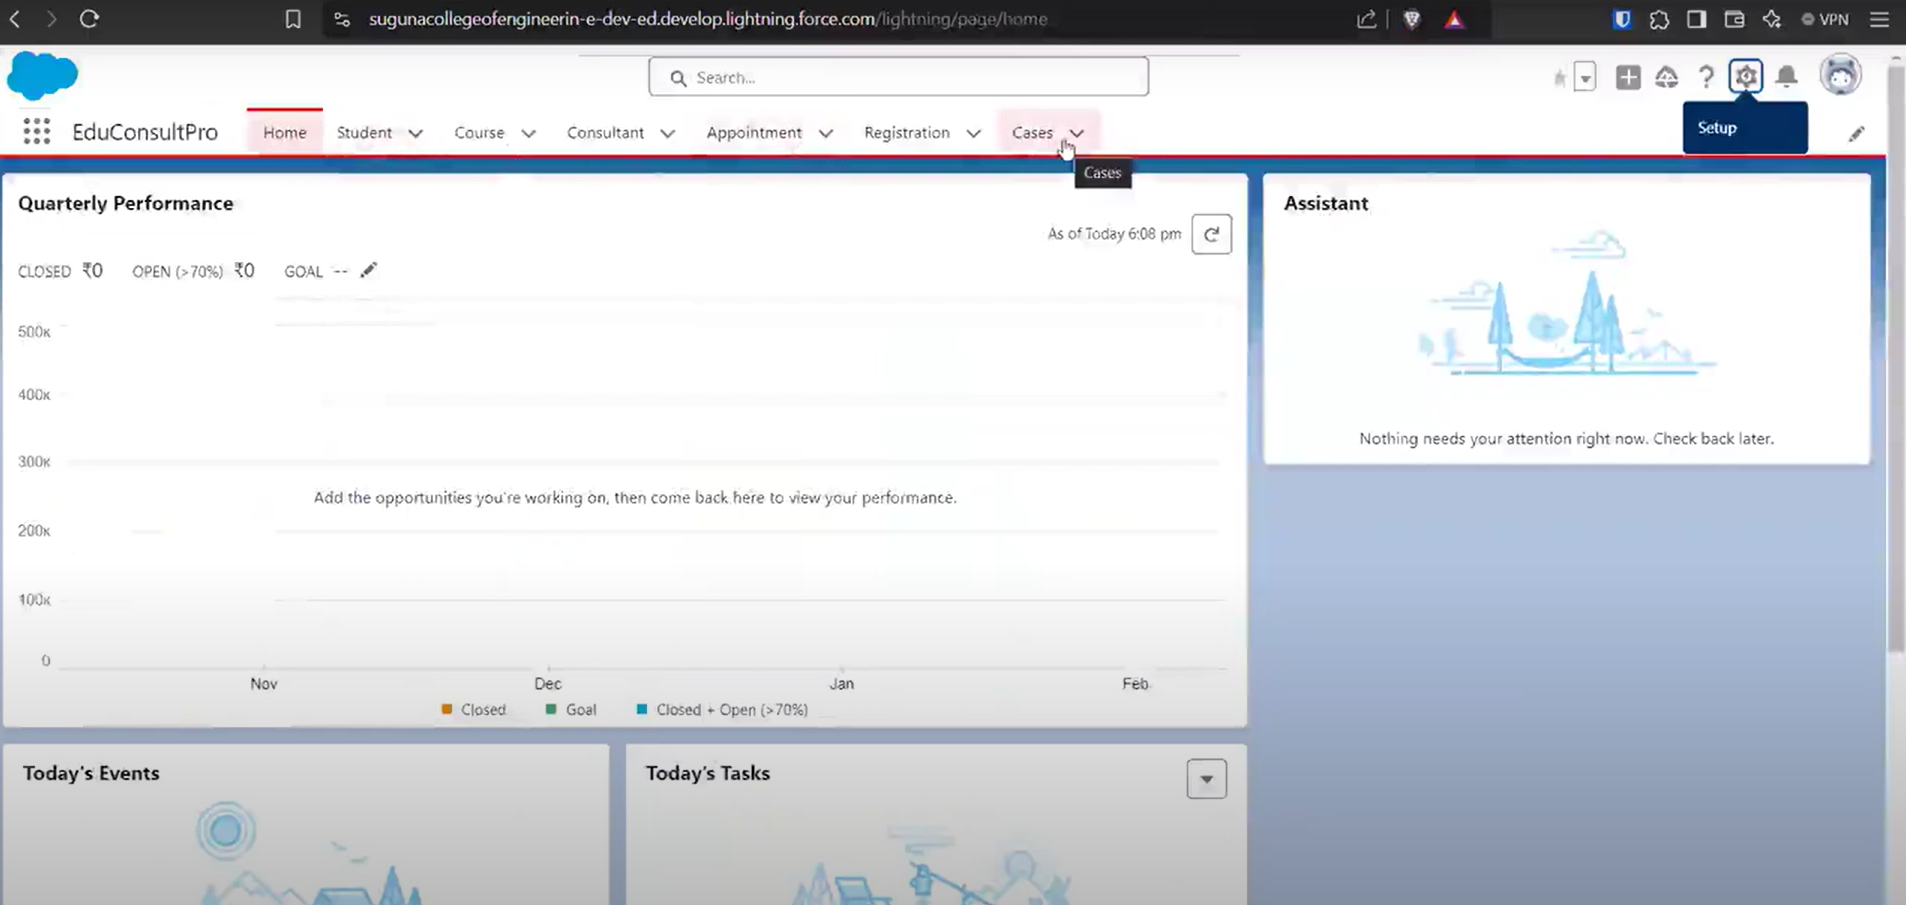 sugunacollegeofengineerin-e-dev-ed.develop.lightning.force.com/lightning/page/home
VPN
Search...
Setup
EduConsultPro
Home
Student
Course
Consultant
Appointment
Registration
Cases
Cases
Quarterly Performance
As of Today 6:08 pm
CLOSED ₹0 OPEN (>70%) ₹0 GOAL --
500K
400K
300K
200K
100K
0
Add the opportunities you're working on, then come back here to view your performance.
Nov Dec Jan Feb
Closed Goal Closed + Open (>70%)
Assistant
Nothing needs your attention right now. Check back later.
Today's Events
Today's Tasks